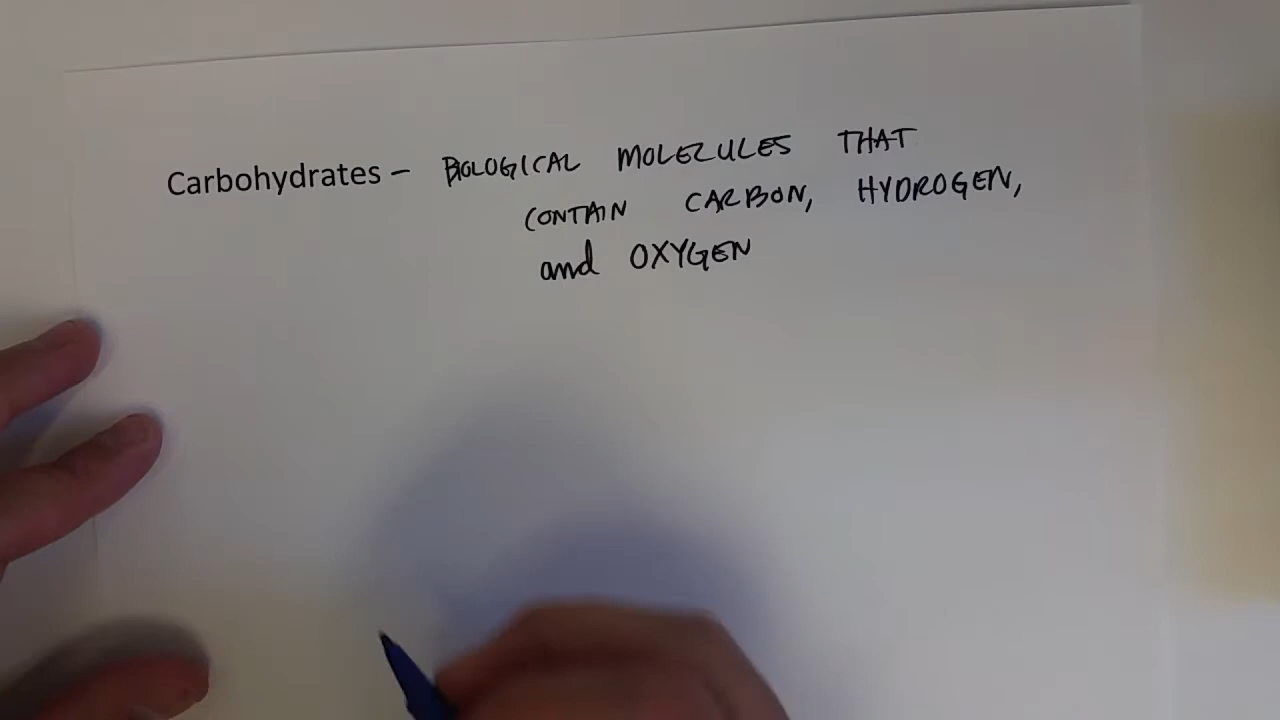 Carbohydrates – BIOLOGICAL MOLECULES THAT
CONTAIN CARBON, HYDROGEN,
and OXYGEN